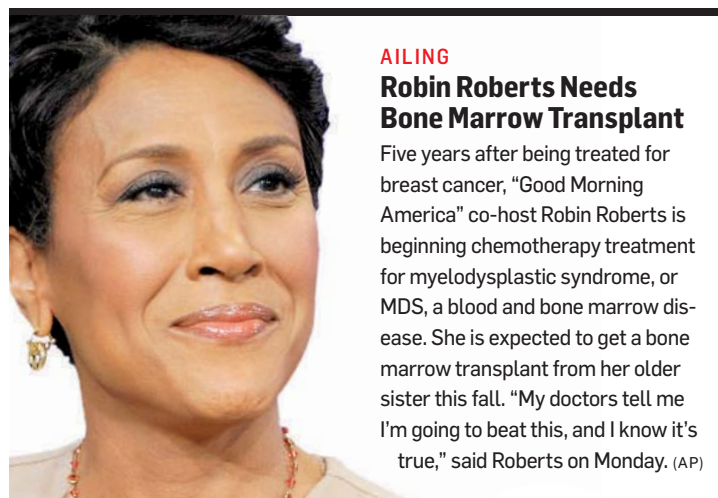 AILING
Robin Roberts Needs
Bone Marrow Transplant
Five years after being treated for
breast cancer, “Good Morning
America” co-host Robin Roberts is
beginning chemotherapy treatment
for myelodysplastic syndrome, or
MDS, a blood and bone marrow dis-
ease. She is expected to get a bone
marrow transplant from her older
sister this fall. “My doctors tell me
I’m going to beat this, and I know it’s
true,” said Roberts on Monday. (AP)